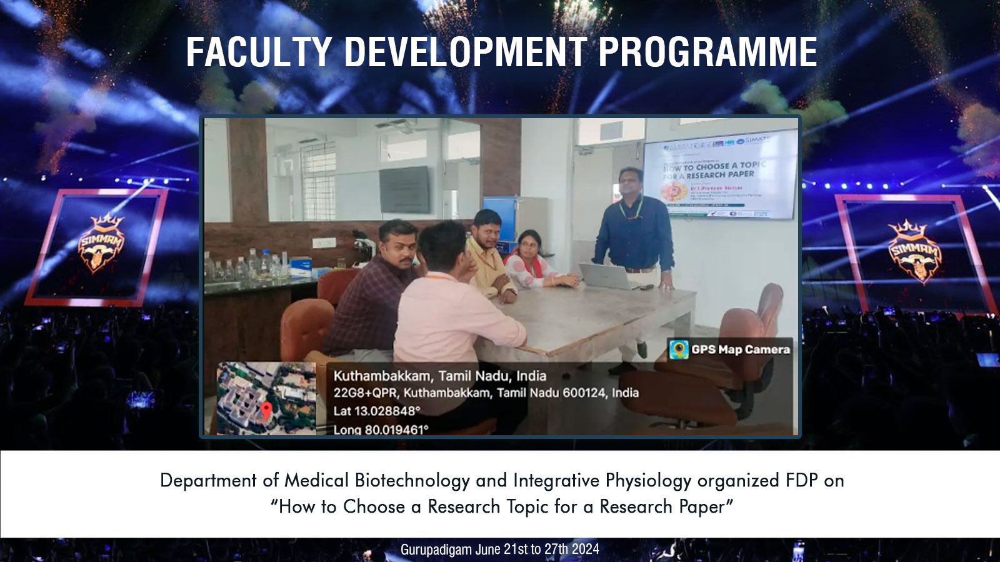 FACULTY DEVELOPMENT PROGRAMME
SIMMAM
SIMMAM
HOW TO CHOOSE A TOPIC
FOR A RESEARCH PAPER
GPS Map Camera
Kuthambakkam, Tamil Nadu, India
22G8+QPR, Kuthambakkam, Tamil Nadu 600124, India
Lat 13.028848°
Long 80.019461°
Department of Medical Biotechnology and Integrative Physiology organized FDP on
“How to Choose a Research Topic for a Research Paper”
Gurupadigam June 21st to 27th 2024